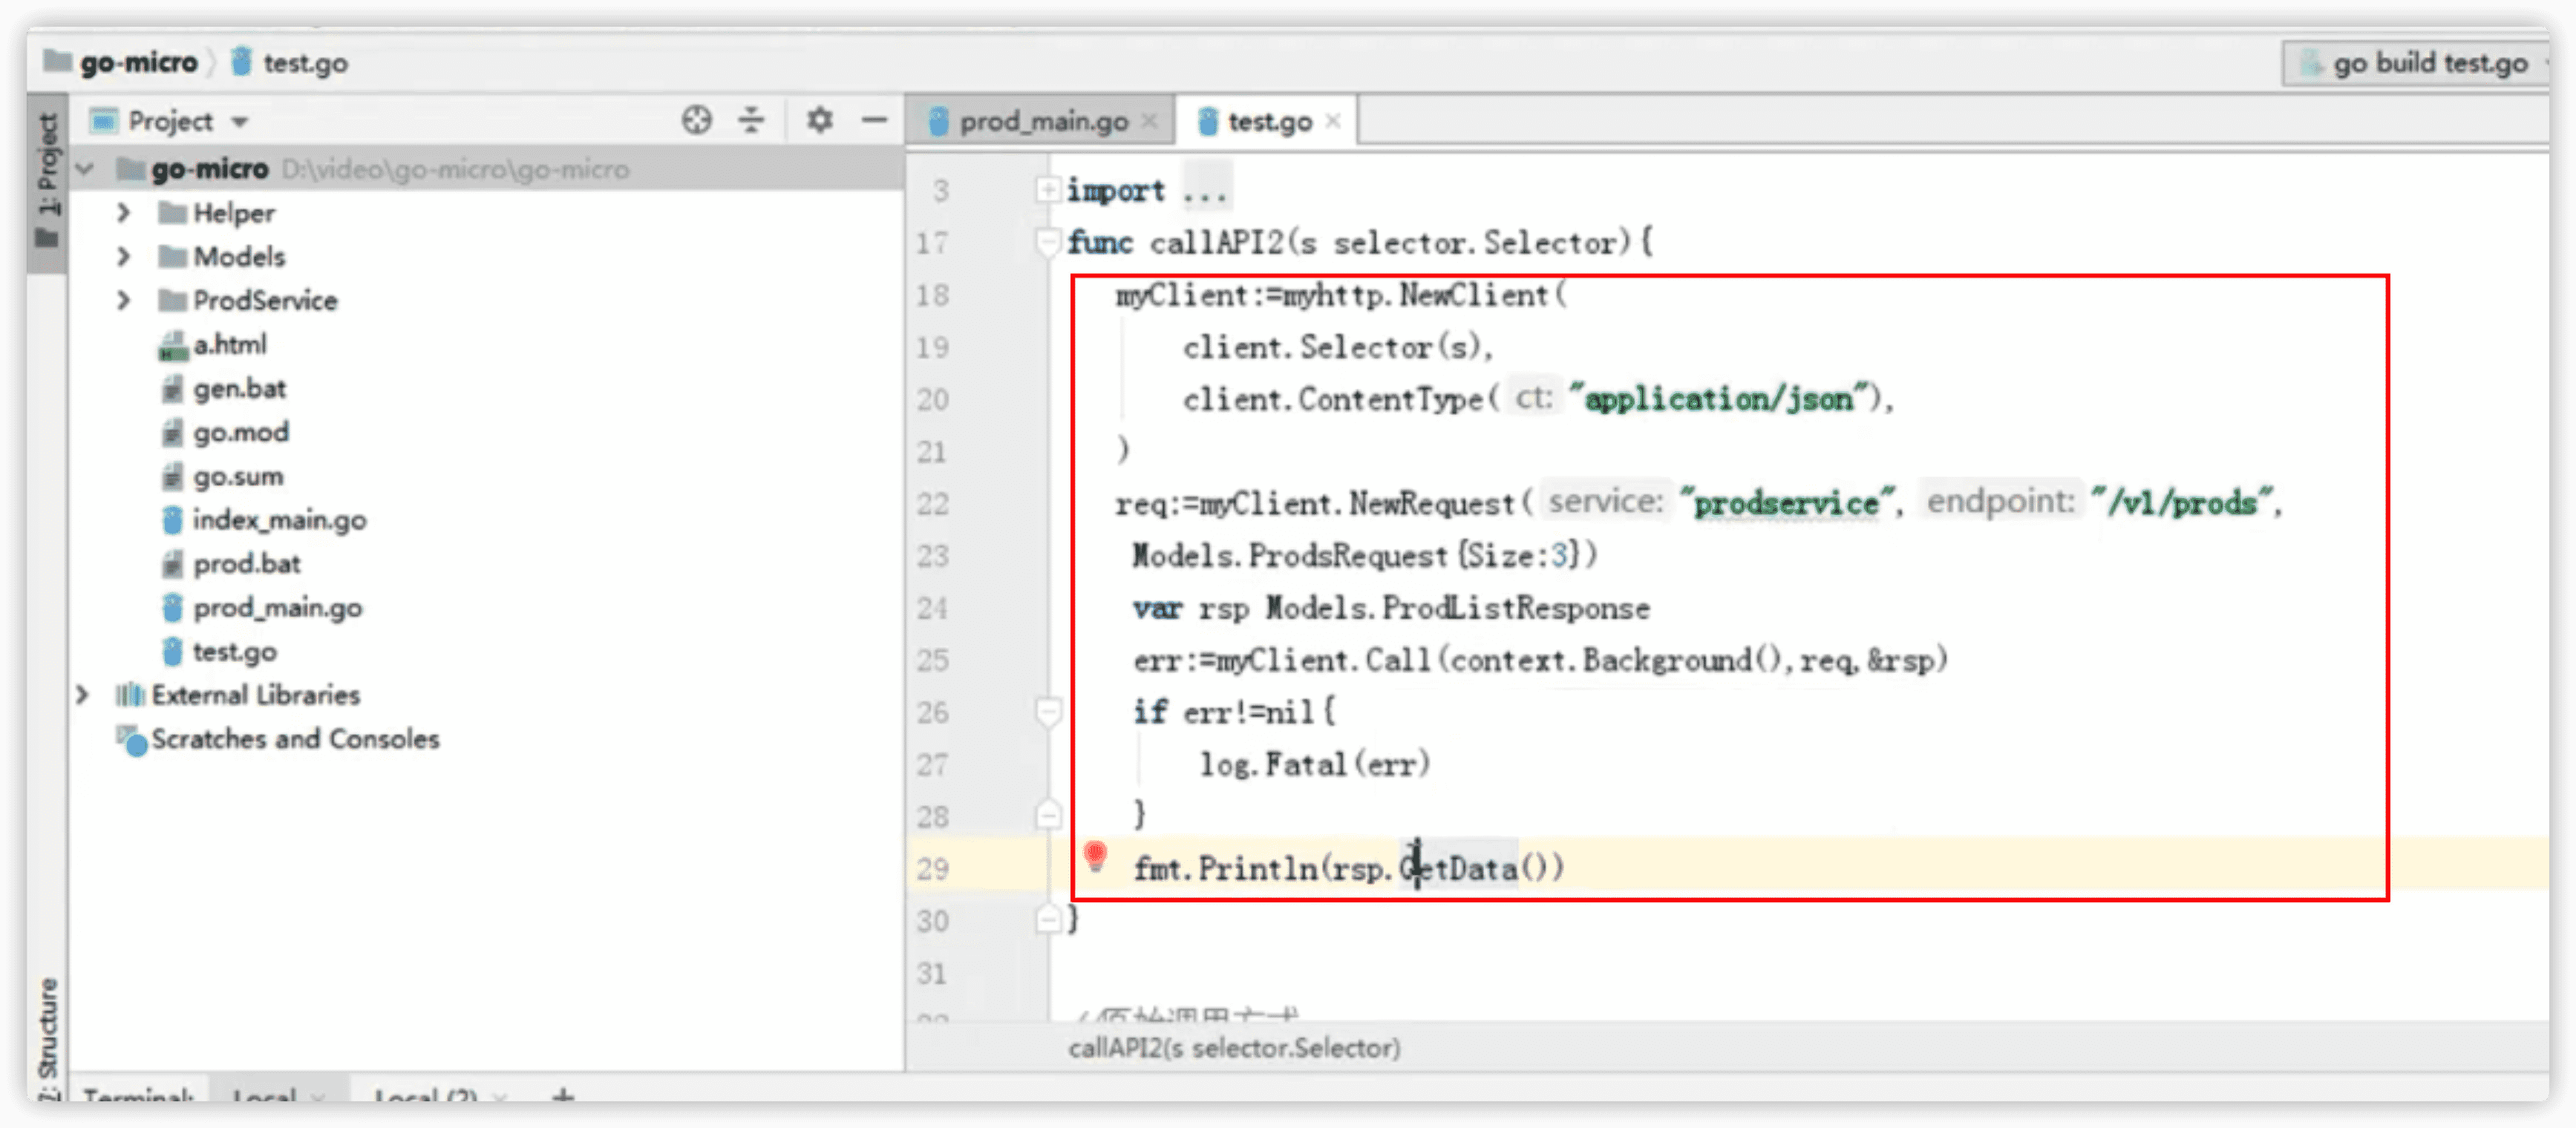 go-micro test.go
go build test.go
1: Project
Project
prod_main.go
test.go
go-micro D:\video\go-micro\go-micro
Helper
Models
ProdService
a.html
gen.bat
go.mod
go.sum
index_main.go
prod.bat
prod_main.go
test.go
External Libraries
Scratches and Consoles
3 import ...
17 func callAPI2(s selector.Selector){
18 myClient:=myhttp.NewClient(
19 client.Selector(s),
20 client.ContentType( ct: "application/json"),
21 )
22 req:=myClient.NewRequest( service: "prodservice", endpoint: "/v1/prods",
23 Models.ProdsRequest{Size:3})
24 var rsp Models.ProdListResponse
25 err:=myClient.Call(context.Background(),req,&rsp)
26 if err!=nil{
27 log.Fatal(err)
28 }
29 fmt.Println(rsp.GetData())
30 }
31
//原始调用方式
callAPI2(s selector.Selector)
Structure
Terminal: Local Local (2) +